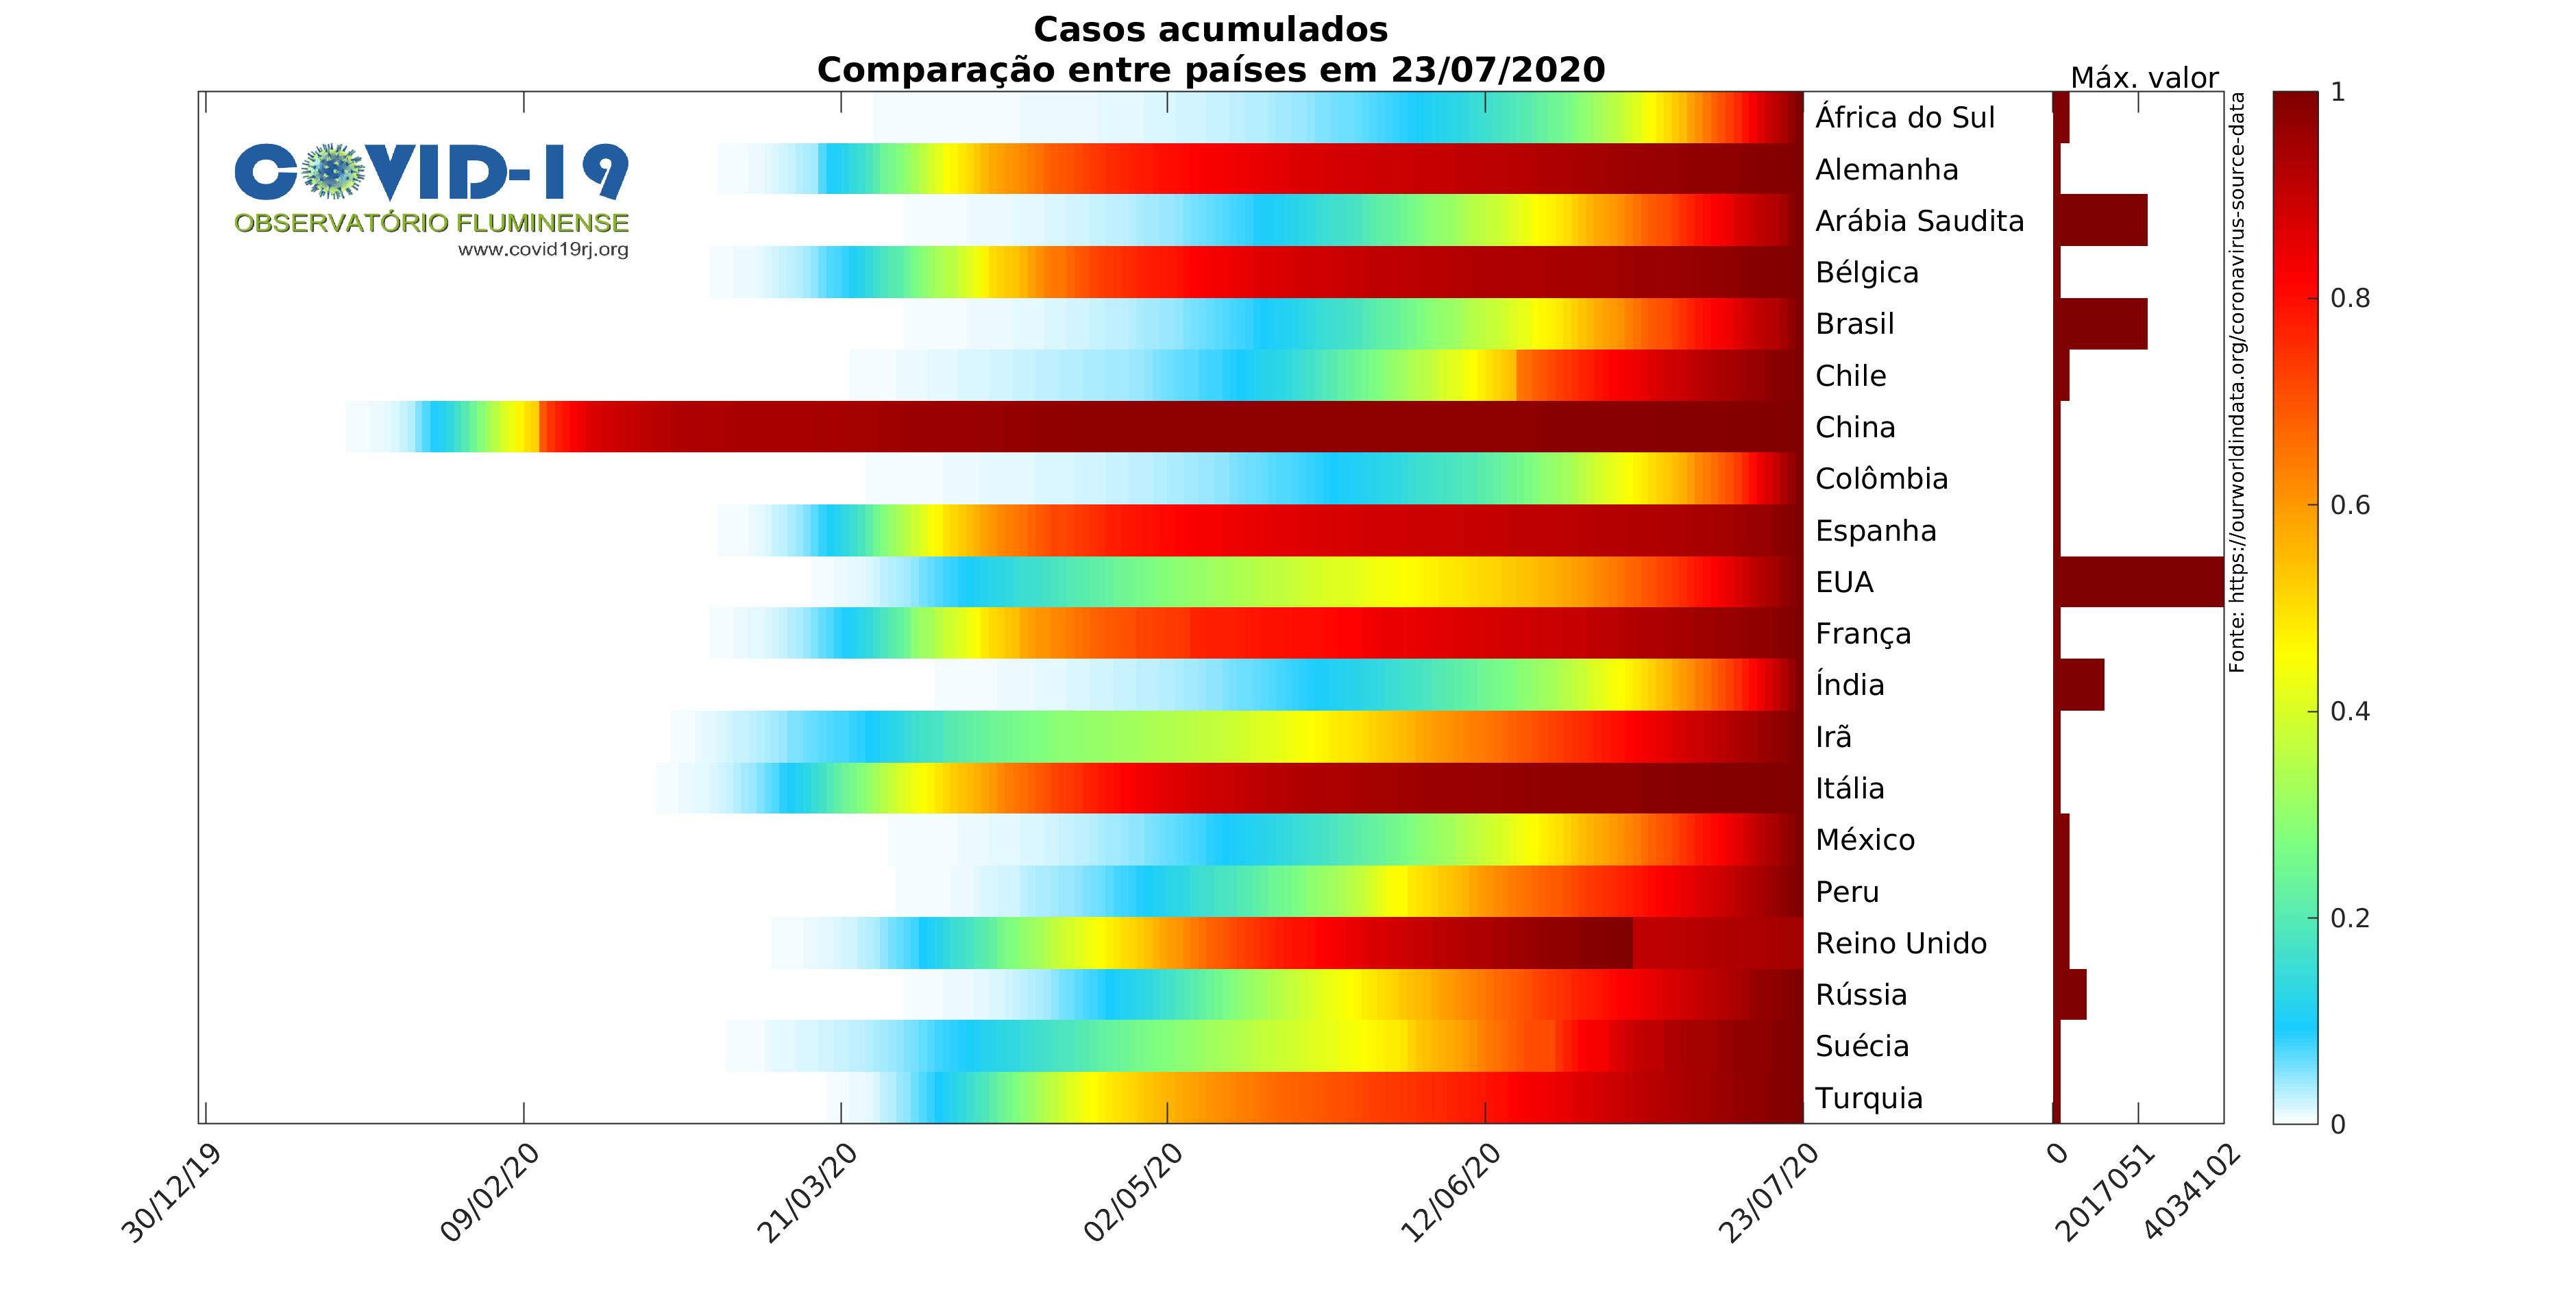 Casos acumulados
Comparação entre países em 23/07/2020
Máx. valor
COVID-19
OBSERVATÓRIO FLUMINENSE
www.covid19rj.org
África do Sul
Alemanha
Arábia Saudita
Bélgica
Brasil
Chile
China
Colômbia
Espanha
EUA
França
Índia
Irã
Itália
México
Peru
Reino Unido
Rússia
Suécia
Turquia
Fonte: https://ourworldindata.org/coronavirus-source-data
1
0.8
0.6
0.4
0.2
0
30/12/19
09/02/20
21/03/20
02/05/20
12/06/20
23/07/20
0
2017051
4034102